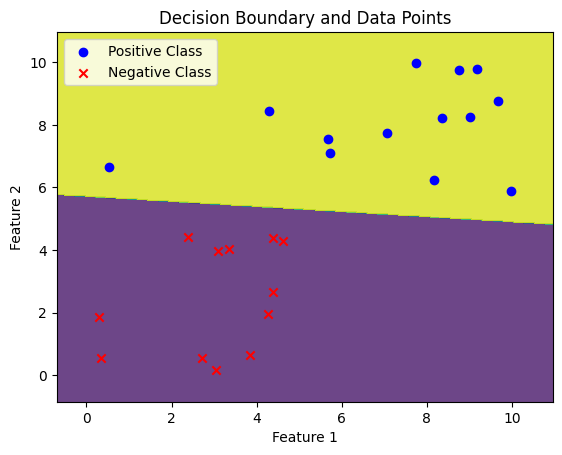 Decision Boundary and Data Points
Positive Class
Negative Class
10
8
6
4
2
0
Feature 2
0 2 4 6 8 10
Feature 1